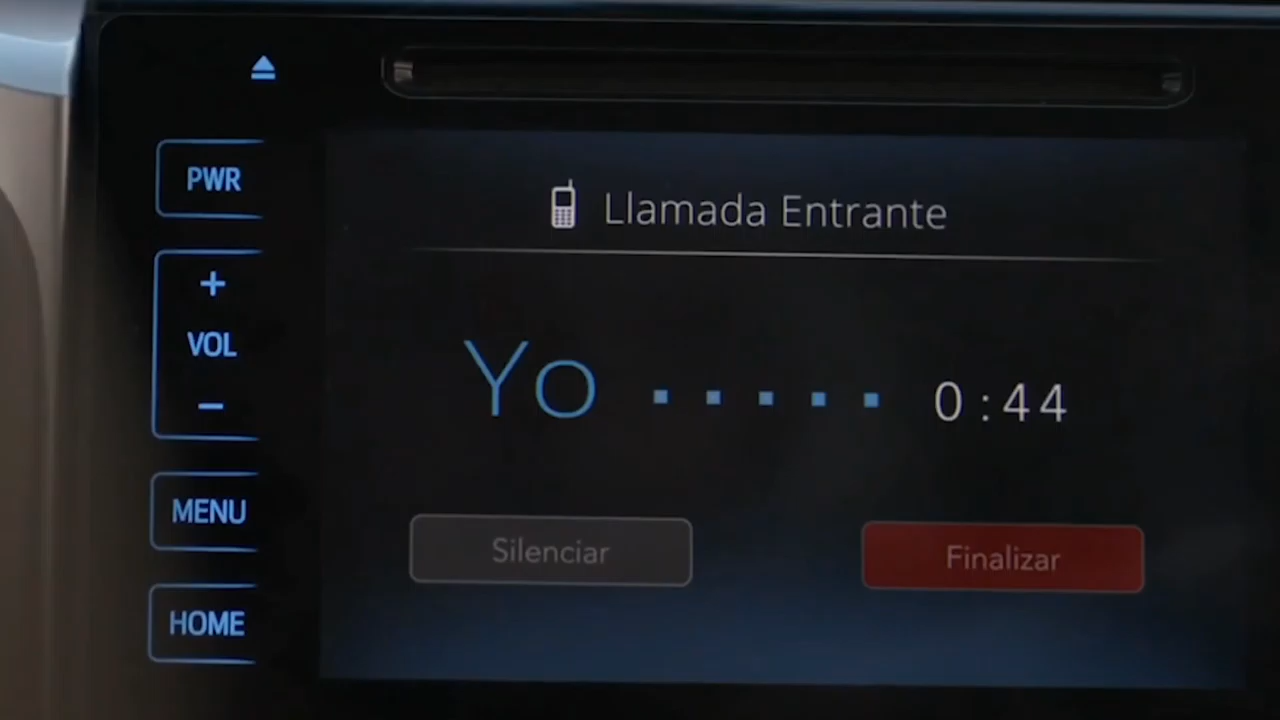 PWR
+
VOL
-
MENU
HOME
Llamada Entrante
Yo ..... 0:44
Silenciar
Finalizar